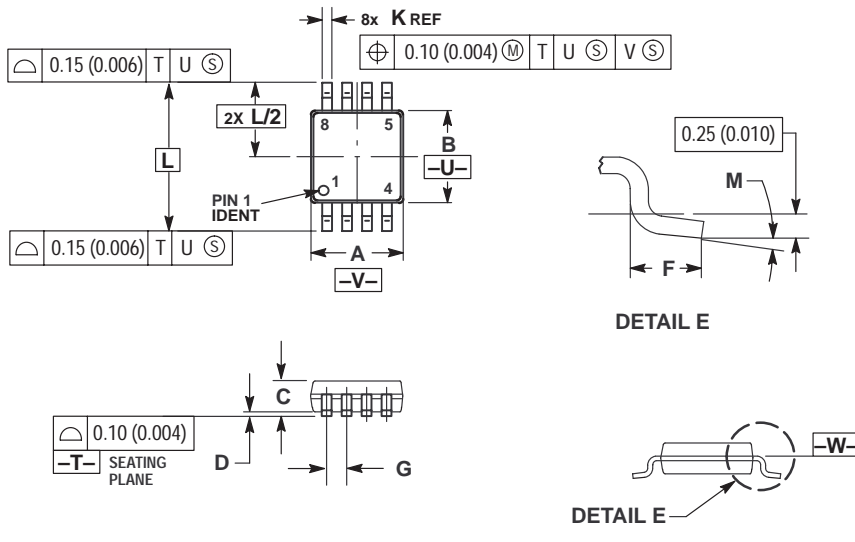 8x K REF
⌖ 0.10 (0.004) Ⓜ T U Ⓢ V Ⓢ
⌓ 0.15 (0.006) T U Ⓢ
2X L/2
8 5
B
–U–
L
PIN 1
IDENT
1
4
⌓ 0.15 (0.006) T U Ⓢ
A
–V–
0.25 (0.010)
M
F
DETAIL E
C
⌓ 0.10 (0.004)
–T– SEATING
PLANE
D
G
–W–
DETAIL E